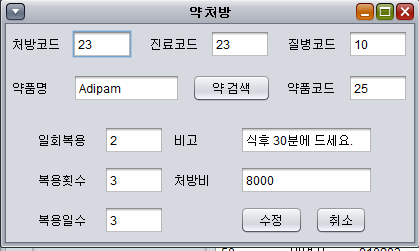 약 처방
처방코드 23 진료코드 23 질병코드 10
약품명 Adipam 약 검색 약품코드 25
일회복용 2 비고 식후 30분에 드세요.
복용횟수 3 처방비 8000
복용일수 3 수정 취소